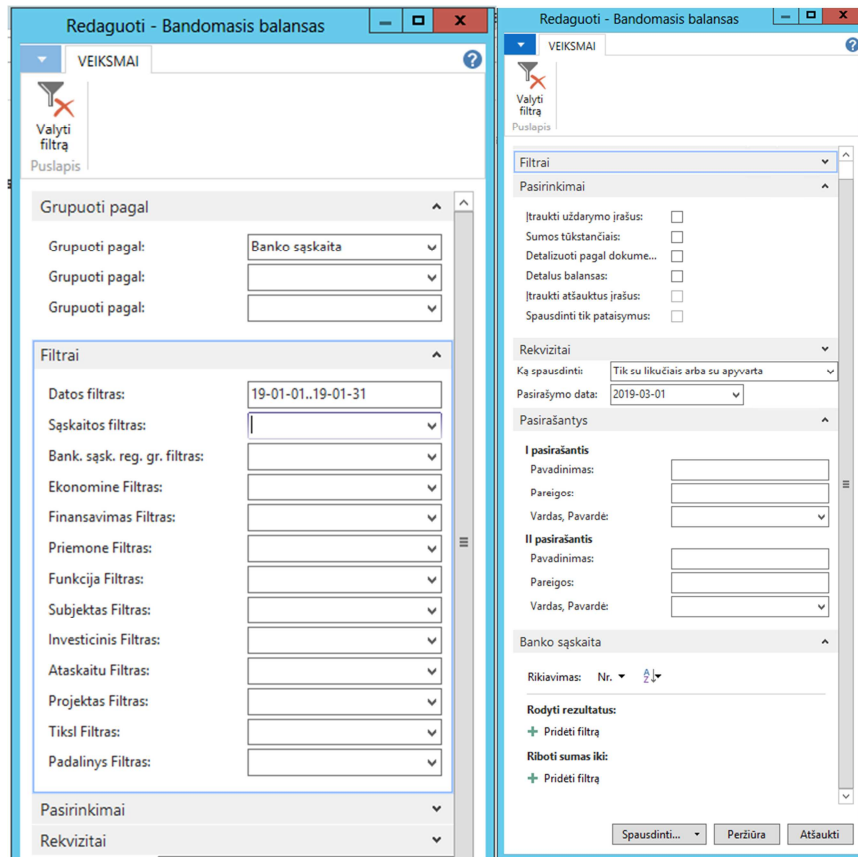 Redaguoti - Bandomasis balansas
VEIKSMAI
Valyti
filtrą
Puslapis
Grupuoti pagal
Grupuoti pagal: Banko sąskaita
Grupuoti pagal:
Grupuoti pagal:
Filtrai
Datos filtras: 19-01-01..19-01-31
Sąskaitos filtras:
Bank. sąsk. reg. gr. filtras:
Ekonomine Filtras:
Finansavimas Filtras:
Priemone Filtras:
Funkcija Filtras:
Subjektas Filtras:
Investicinis Filtras:
Ataskaitu Filtras:
Projektas Filtras:
Tiksl Filtras:
Padalinys Filtras:
Pasirinkimai
Rekvizitai
Redaguoti - Bandomasis balansas
VEIKSMAI
Valyti
filtrą
Puslapis
Filtrai
Pasirinkimai
Įtraukti uždarymo įrašus:
Sumos tūkstančiais:
Detalizuoti pagal dokume...
Detalus balansas:
Įtraukti atšauktus įrašus:
Spausdinti tik pataisymus:
Rekvizitai
Ką spausdinti: Tik su likučiais arba su apyvarta
Pasirašymo data: 2019-03-01
Pasirašantys
I pasirašantis
Pavadinimas:
Pareigos:
Vardas, Pavardė:
II pasirašantis
Pavadinimas:
Pareigos:
Vardas, Pavardė:
Banko sąskaita
Rikiavimas: Nr.
Rodyti rezultatus:
Pridėti filtrą
Riboti sumas iki:
Pridėti filtrą
Spausdinti... Peržiūra Atšaukti